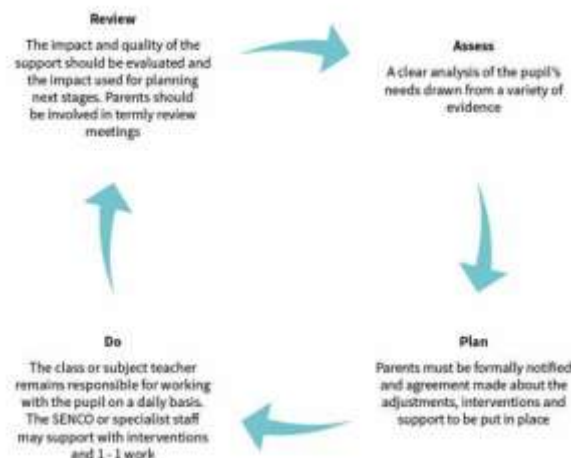 Review
The impact and quality of the
support should be evaluated and
the impact used for planning
next stages. Parents should
be involved in termly review
meetings
Assess
A clear analysis of the pupil's
needs drawn from a variety of
evidence
Plan
Parents must be formally notified
and agreement made about the
adjustments, interventions and
support to be put in place
Do
The class or subject teacher
remains responsible for working
with the pupil on a daily basis.
The SENCO or specialist staff
may support with interventions
and 1 - 1 work